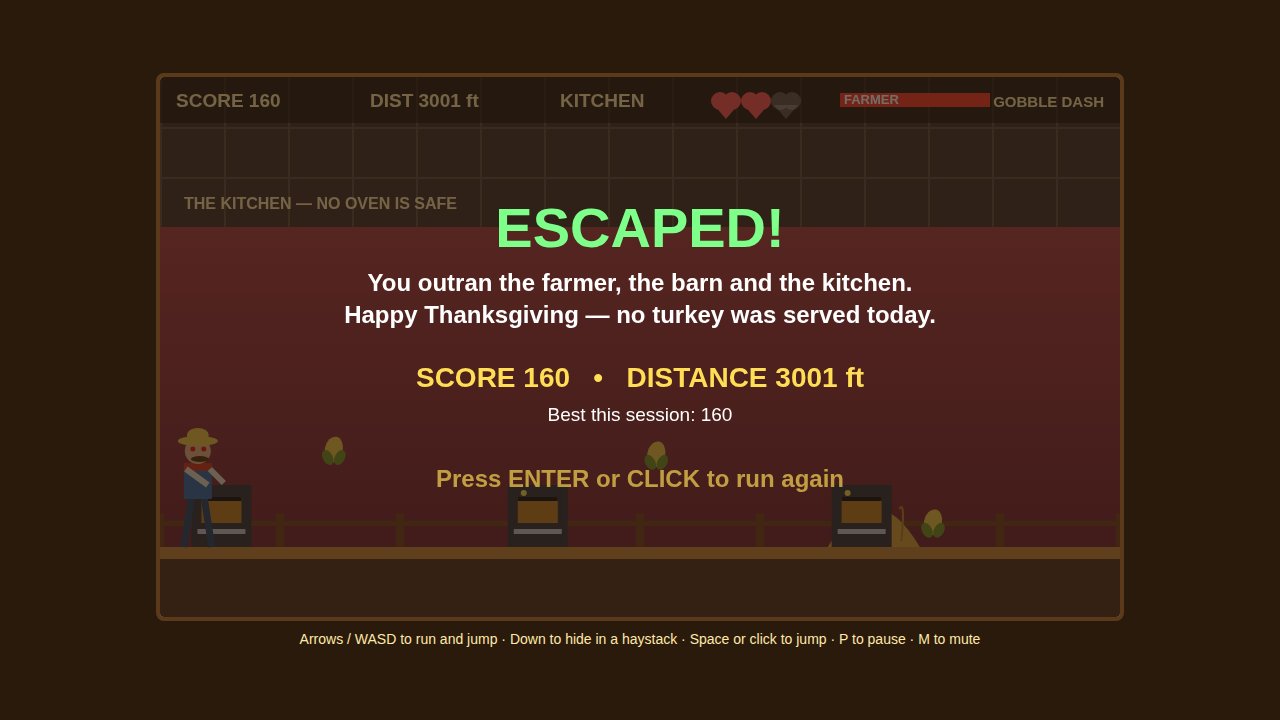 SCORE 160 DIST 3001 ft KITCHEN FARMER GOBBLE DASH
THE KITCHEN — NO OVEN IS SAFE
ESCAPED!
You outran the farmer, the barn and the kitchen.
Happy Thanksgiving — no turkey was served today.
SCORE 160 • DISTANCE 3001 ft
Best this session: 160
Press ENTER or CLICK to run again
Arrows / WASD to run and jump · Down to hide in a haystack · Space or click to jump · P to pause · M to mute